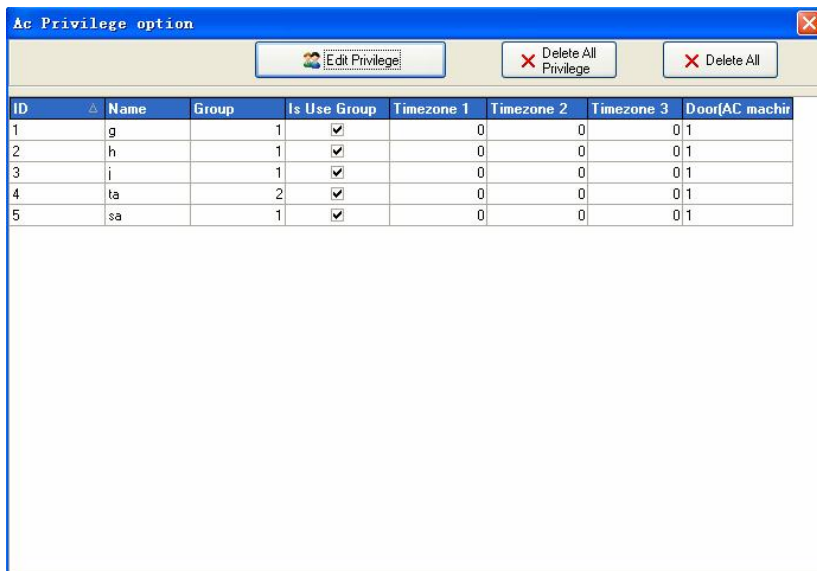 Ac Privilege option
Edit Privilege
Delete All
Privilege
Delete All
ID Name Group Is Use Group Timezone 1 Timezone 2 Timezone 3 Door(AC machin
1 g 1 0 0 0 1
2 h 1 0 0 0 1
3 j 1 0 0 0 1
4 ta 2 0 0 0 1
5 sa 1 0 0 0 1